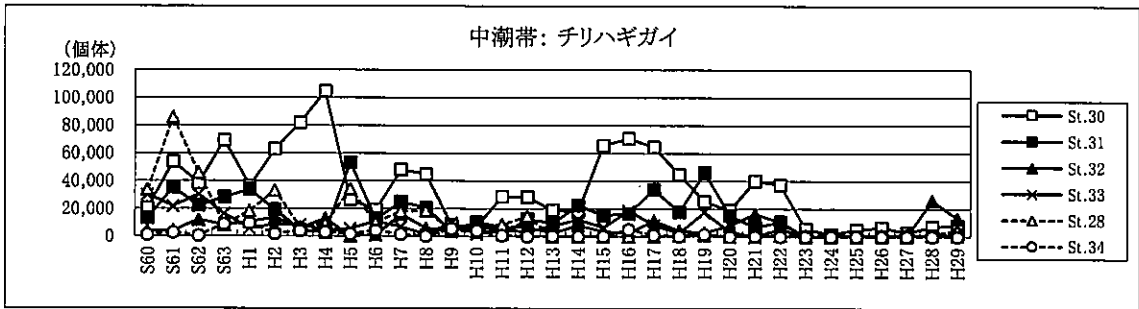 中潮帯: チリハギガイ
(個体)
120,000
100,000
80,000
60,000
40,000
20,000
0
S60 S61 S62 S63 H1 H2 H3 H4 H5 H6 H7 H8 H9 H10 H11 H12 H13 H14 H15 H16 H17 H18 H19 H20 H21 H22 H23 H24 H25 H26 H27 H28 H29
St.30
St.31
St.32
St.33
St.28
St.34